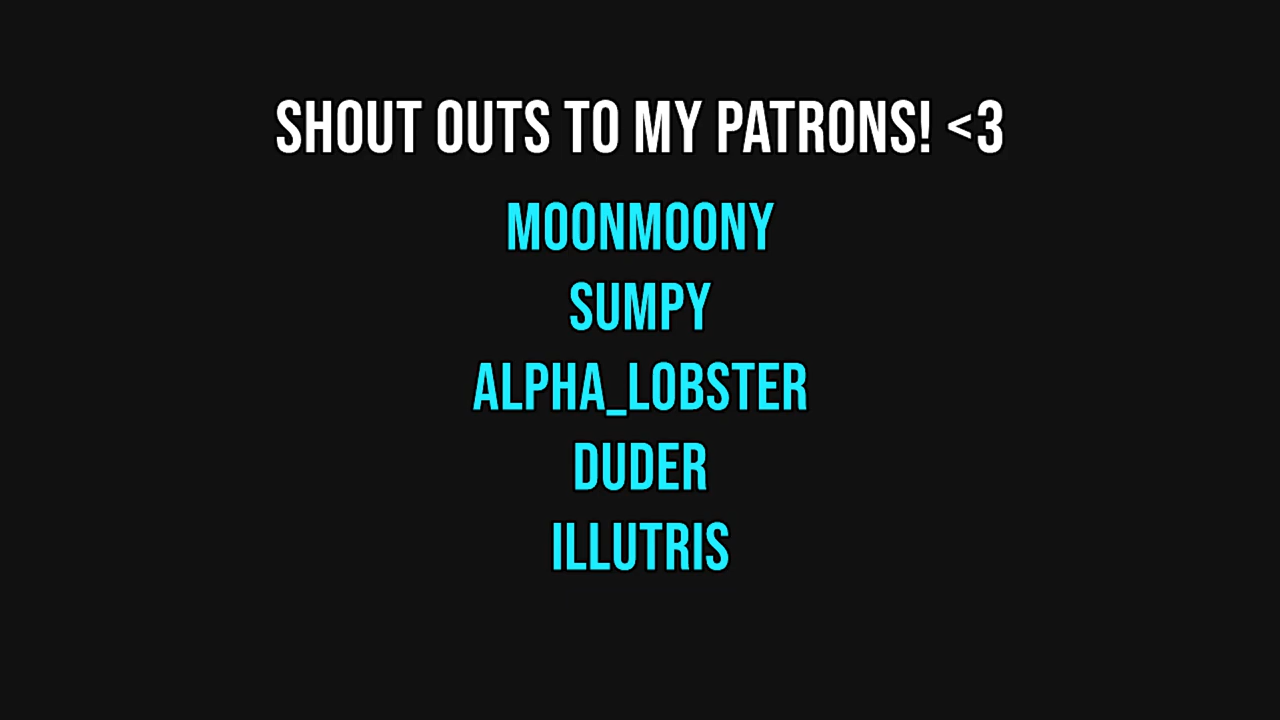 SHOUT OUTS TO MY PATRONS! <3
MOONMOONY
SUMPY
ALPHA_LOBSTER
DUDER
ILLUTRIS